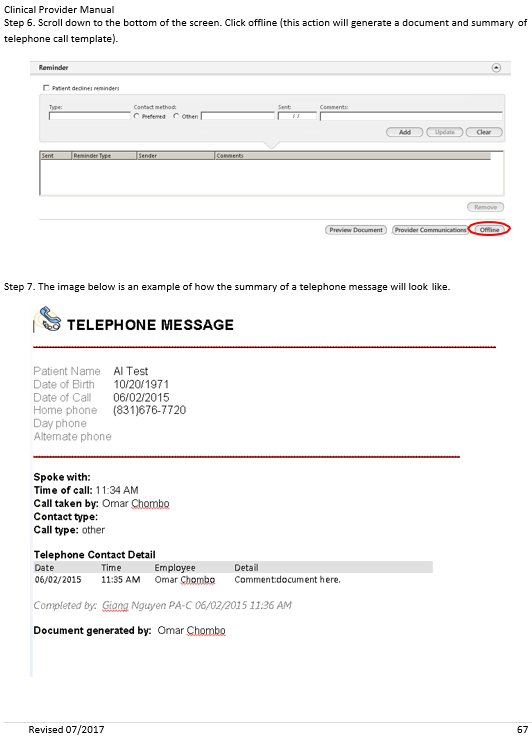 Clinical Provider Manual
Step 6. Scroll down to the bottom of the screen. Click offline (this action will generate a document and summary of
telephone call template).
Reminder
Patient declines reminders
Type: Contact method: Sent: Comments:
Preferred Other: / /
Add Update Clear
Sent Reminder Type Sender Comments
Remove
Preview Document Provider Communications Offline
Step 7. The image below is an example of how the summary of a telephone message will look like.
TELEPHONE MESSAGE
Patient Name Al Test
Date of Birth 10/20/1971
Date of Call 06/02/2015
Home phone (831)676-7720
Day phone
Alternate phone
Spoke with:
Time of call: 11:34 AM
Call taken by: Omar Chombo
Contact type:
Call type: other
Telephone Contact Detail
Date Time Employee Detail
06/02/2015 11:35 AM Omar Chombo Comment:document here.
Completed by: Giang Nguyen PA-C 06/02/2015 11:36 AM
Document generated by: Omar Chombo
Revised 07/2017 67